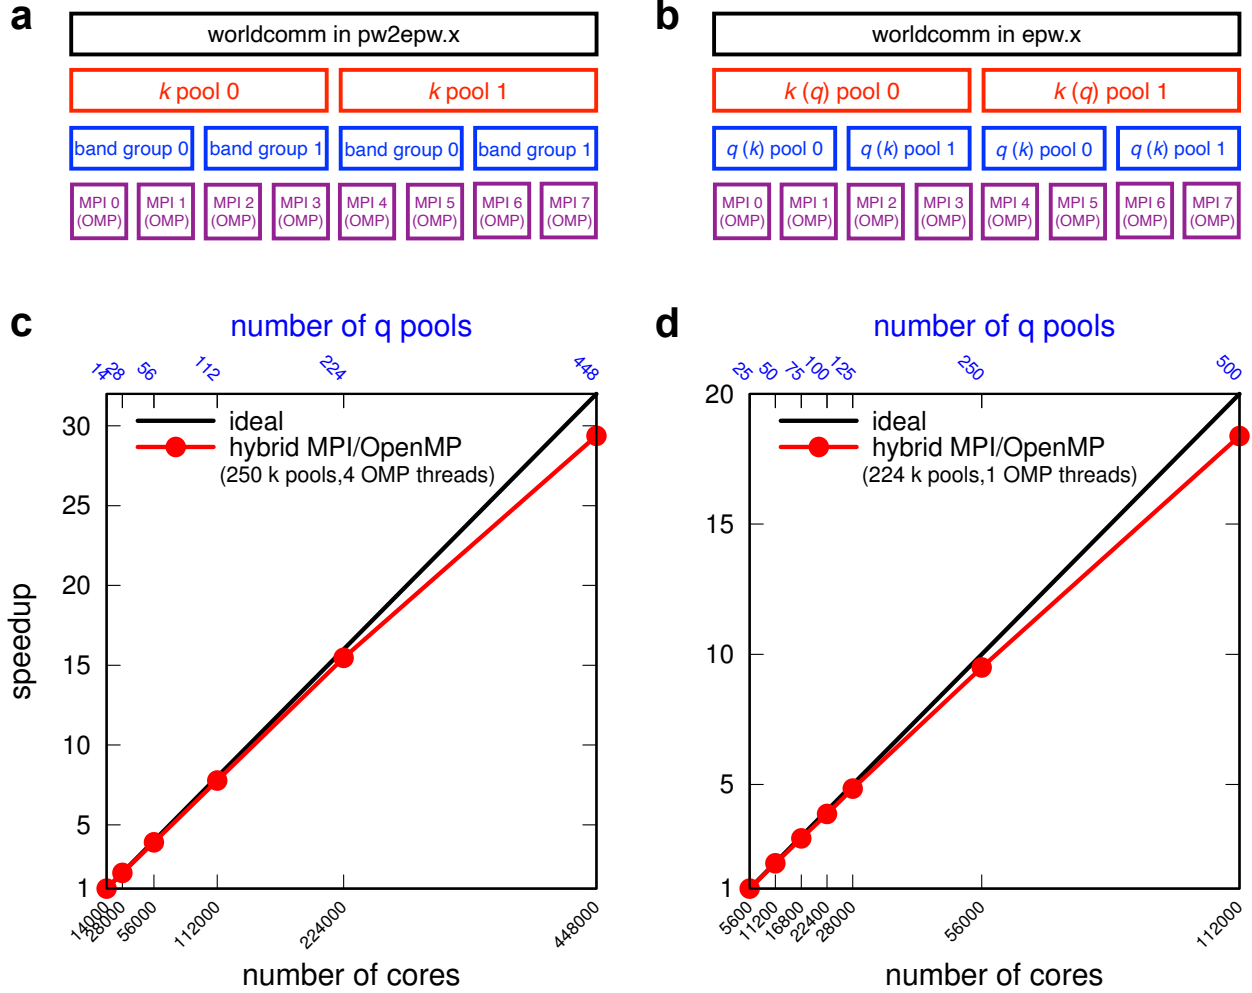 a
worldcomm in pw2epw.x
k pool 0 k pool 1
band group 0 band group 1 band group 0 band group 1
MPI 0 (OMP) MPI 1 (OMP) MPI 2 (OMP) MPI 3 (OMP) MPI 4 (OMP) MPI 5 (OMP) MPI 6 (OMP) MPI 7 (OMP)
b
worldcomm in epw.x
k (q) pool 0 k (q) pool 1
q (k) pool 0 q (k) pool 1 q (k) pool 0 q (k) pool 1
MPI 0 (OMP) MPI 1 (OMP) MPI 2 (OMP) MPI 3 (OMP) MPI 4 (OMP) MPI 5 (OMP) MPI 6 (OMP) MPI 7 (OMP)
c
number of q pools
14 28 56 112 224 448
ideal
hybrid MPI/OpenMP
(250 k pools,4 OMP threads)
30
25
20
15
10
5
1
speedup
14000 28000 56000 112000 224000 448000
number of cores
d
number of q pools
25 50 75 100 125 250 500
ideal
hybrid MPI/OpenMP
(224 k pools,1 OMP threads)
20
15
10
5
1
5600 11200 16800 22400 28000 56000 112000
number of cores